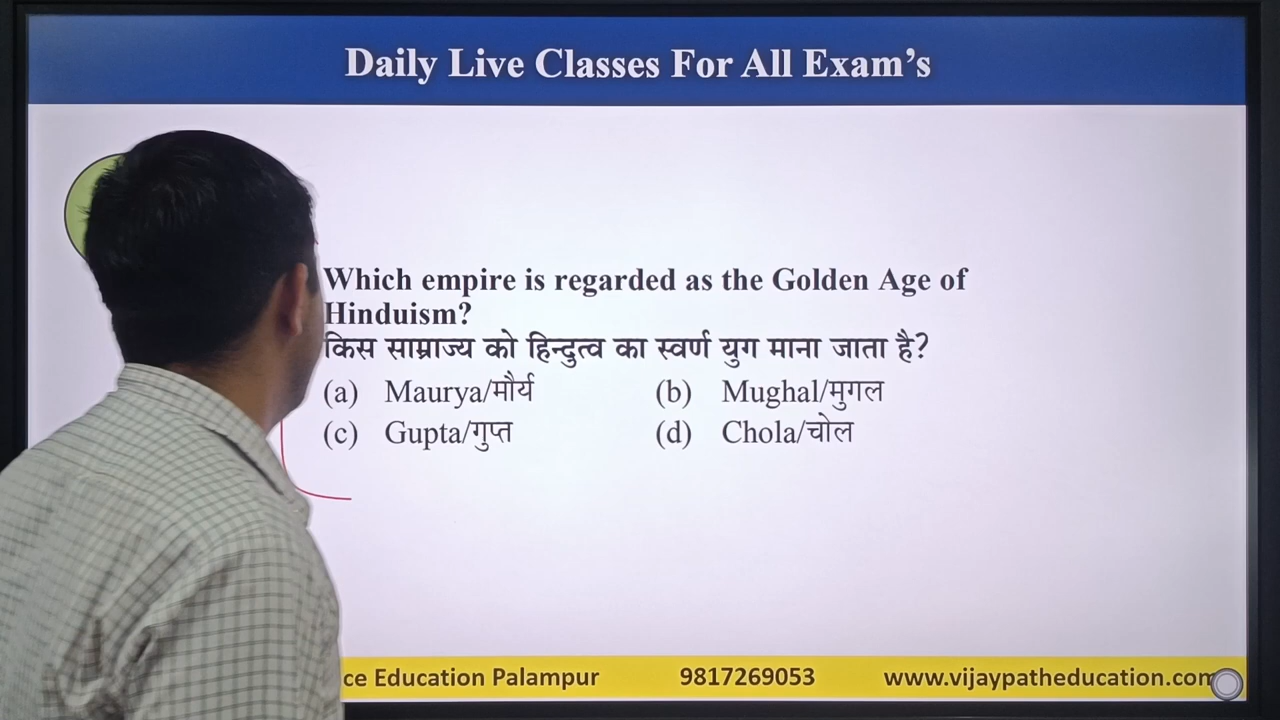 Daily Live Classes For All Exam’s
Which empire is regarded as the Golden Age of
Hinduism?
किस साम्राज्य को हिन्दुत्व का स्वर्ण युग माना जाता है?
(a) Maurya/मौर्य (b) Mughal/मुगल
(c) Gupta/गुप्त (d) Chola/चोल
ce Education Palampur 9817269053 www.vijaypatheducation.com